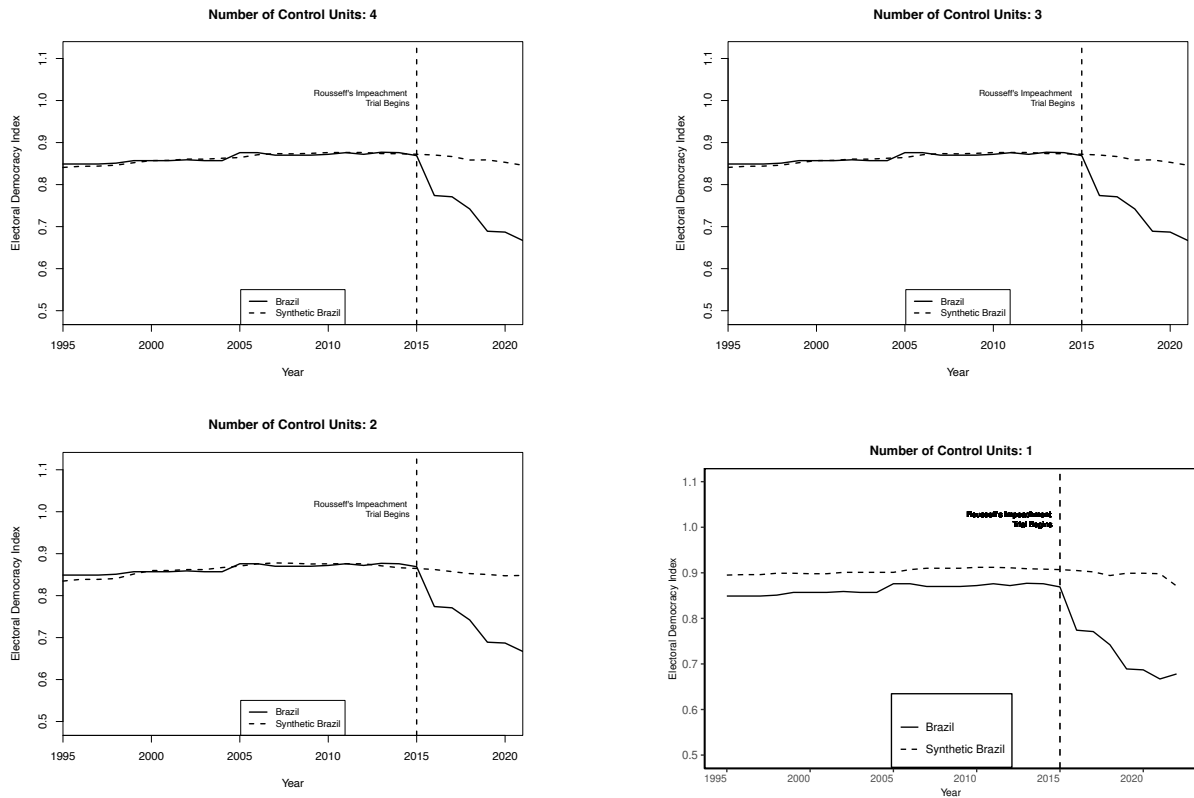 Number of Control Units: 4
Electoral Democracy Index
1.1
1.0
0.9
0.8
0.7
0.6
0.5
Rousseff's Impeachment
Trial Begins
Brazil
Synthetic Brazil
1995 2000 2005 2010 2015 2020
Year
Number of Control Units: 3
Electoral Democracy Index
1.1
1.0
0.9
0.8
0.7
0.6
0.5
Rousseff's Impeachment
Trial Begins
Brazil
Synthetic Brazil
1995 2000 2005 2010 2015 2020
Year
Number of Control Units: 2
Electoral Democracy Index
1.1
1.0
0.9
0.8
0.7
0.6
0.5
Rousseff's Impeachment
Trial Begins
Brazil
Synthetic Brazil
1995 2000 2005 2010 2015 2020
Year
Number of Control Units: 1
Electoral Democracy Index
1.1
1.0
0.9
0.8
0.7
0.6
0.5
Rousseff's Impeachment
Trial Begins
Brazil
Synthetic Brazil
1995 2000 2005 2010 2015 2020
Year